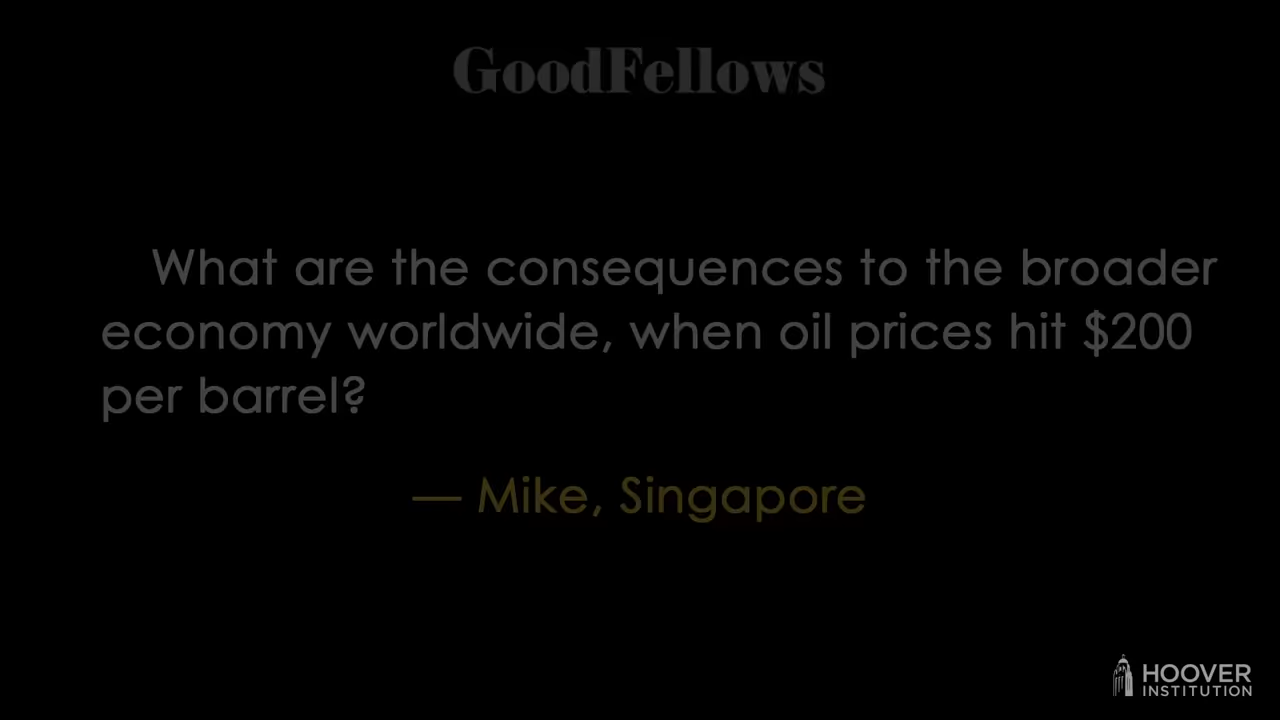 GoodFellows
What are the consequences to the broader
economy worldwide, when oil prices hit $200
per barrel?
— Mike, Singapore
HOOVER
INSTITUTION